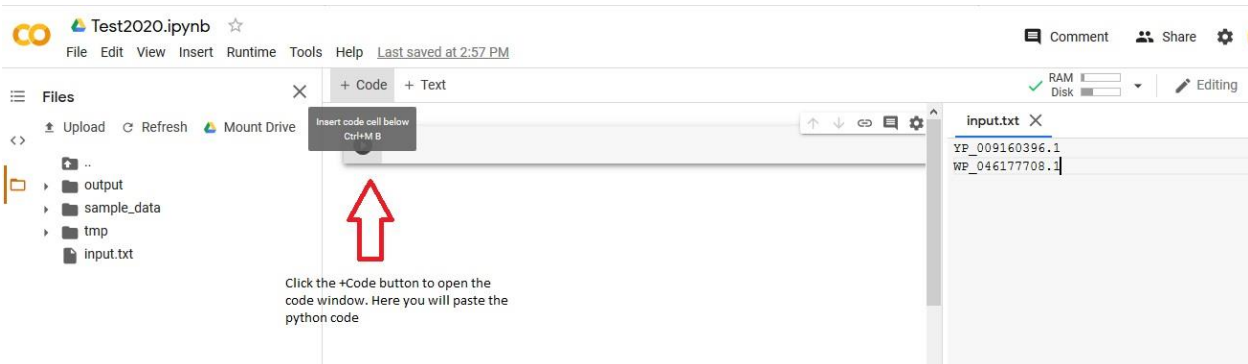 Test2020.ipynb
File Edit View Insert Runtime Tools Help Last saved at 2:57 PM
Comment Share
Files
+ Code + Text
RAM
Disk
Editing
Upload Refresh Mount Drive
Insert code cell below
Ctrl+M B
..
output
sample_data
tmp
input.txt
input.txt
YP_009160396.1
WP_046177708.1
Click the +Code button to open the
code window. Here you will paste the
python code